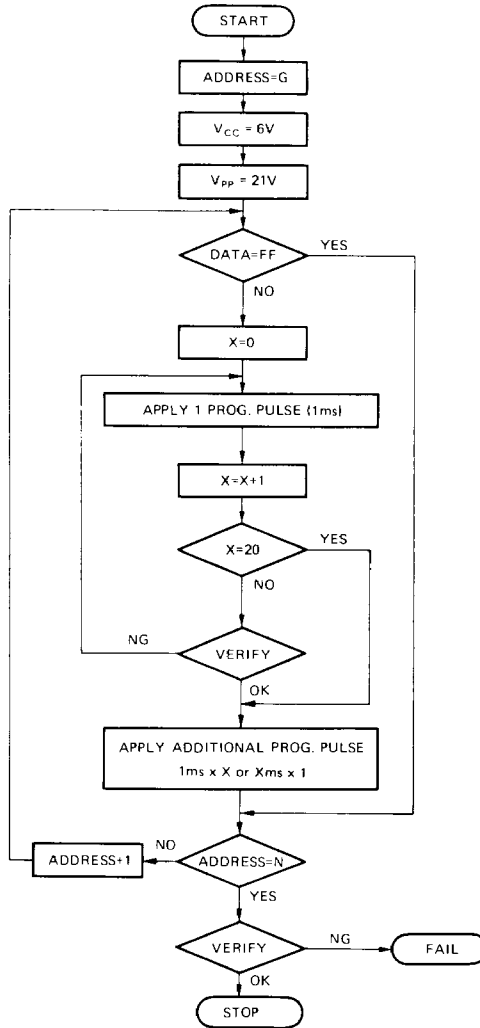 START
ADDRESS=G
VCC = 6V
VPP = 21V
DATA=FF
YES
NO
X=0
APPLY 1 PROG. PULSE (1ms)
X=X+1
X=20
YES
NO
NG
VERIFY
OK
APPLY ADDITIONAL PROG. PULSE
1ms x X or Xms x 1
ADDRESS+1
NO
ADDRESS=N
YES
VERIFY
NG
FAIL
OK
STOP